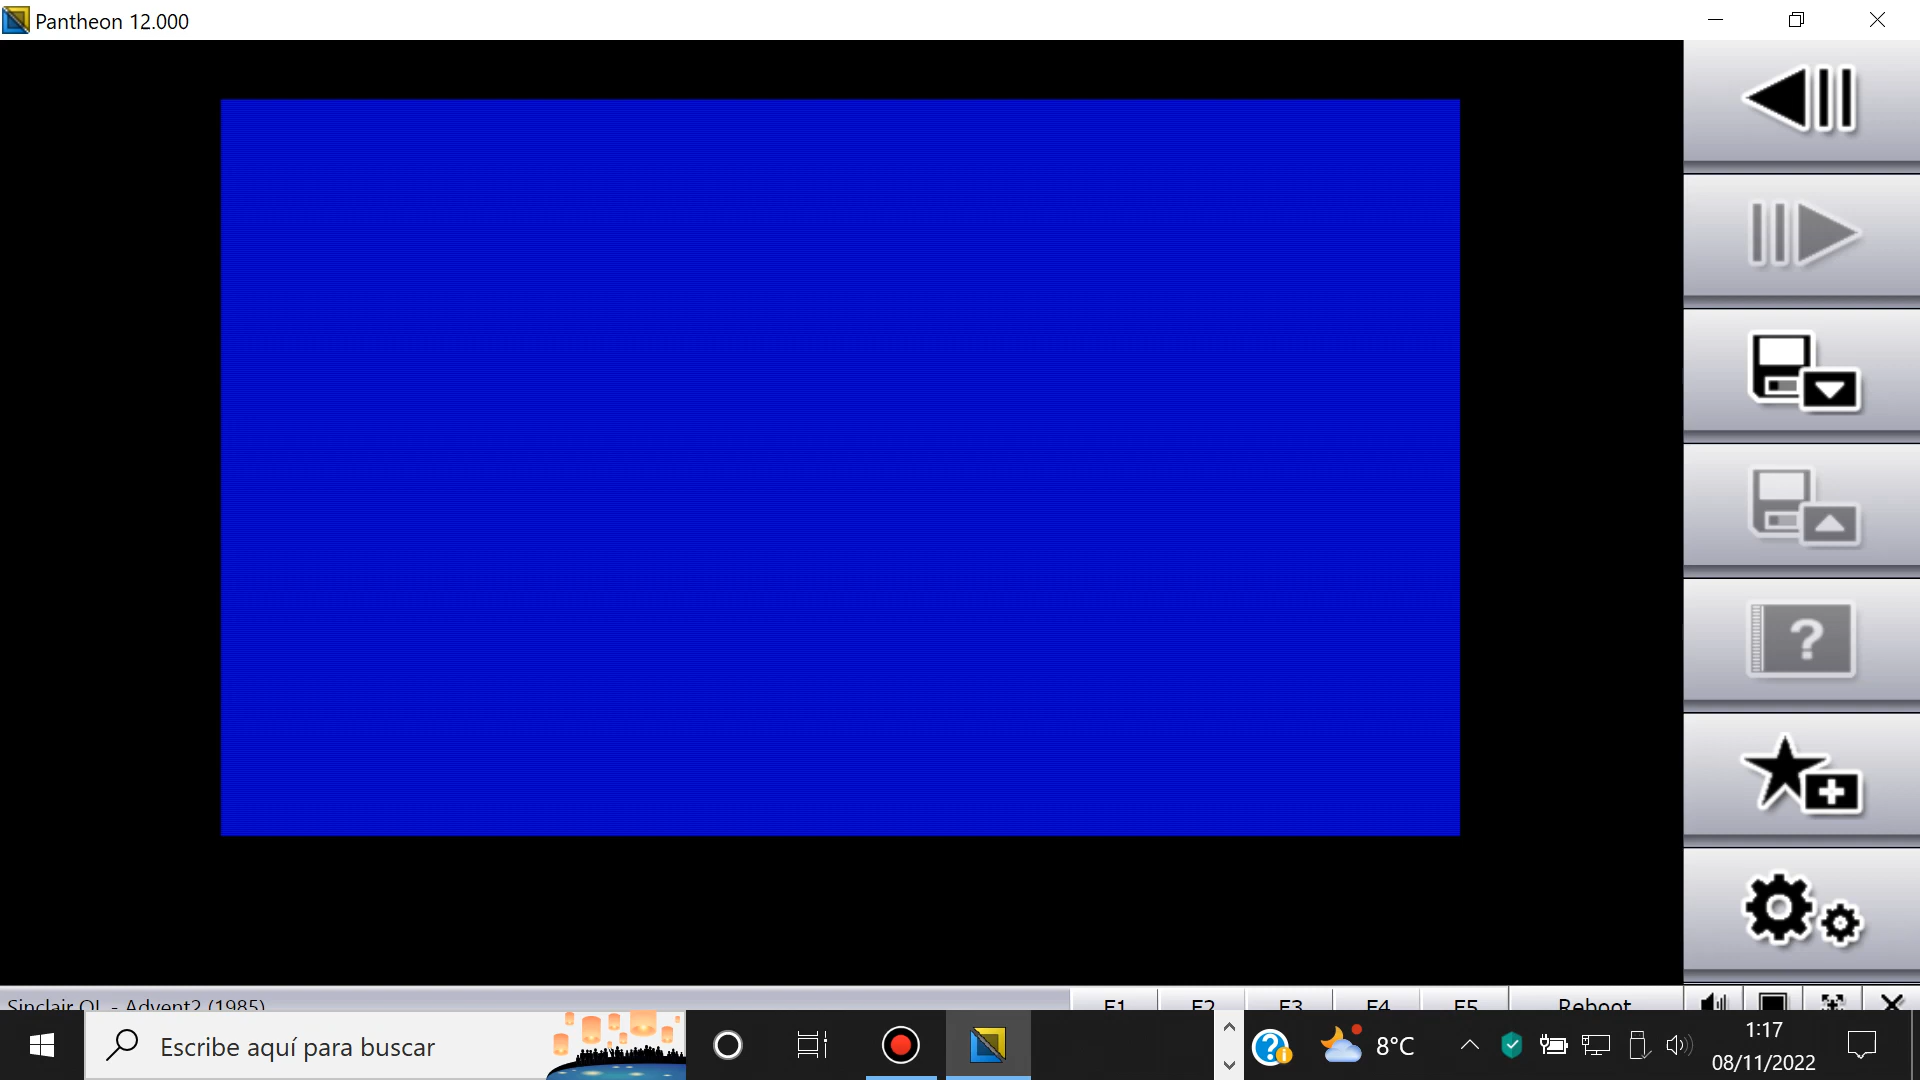 Pantheon 12.000
?
Sinclair QL - Advent2 (1985)
F1 F2 F3 F4 F5 Reboot
Escribe aquí para buscar
8°C
1:17
08/11/2022